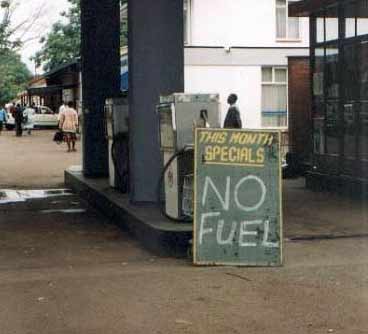 THIS MONTH
SPECIALS
NO
FUEL